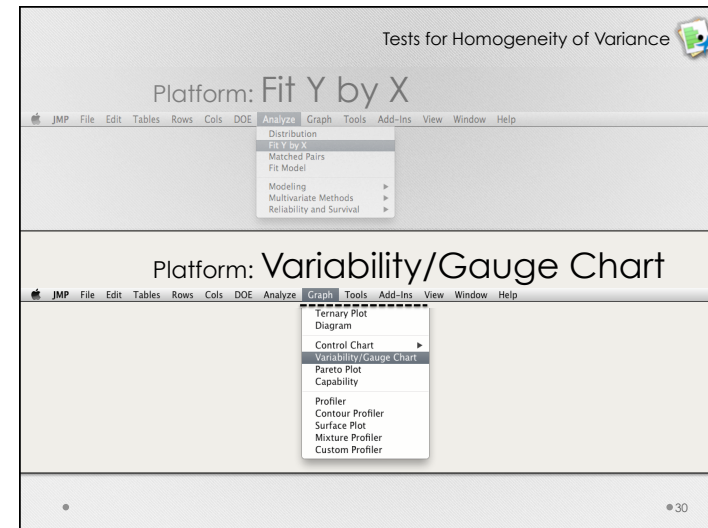 Tests for Homogeneity of Variance
Platform: Fit Y by X
JMP File Edit Tables Rows Cols DOE Analyze Graph Tools Add-Ins View Window Help
Distribution
Fit Y by X
Matched Pairs
Fit Model
Modeling
Multivariate Methods
Reliability and Survival
Platform: Variability/Gauge Chart
JMP File Edit Tables Rows Cols DOE Analyze Graph Tools Add-Ins View Window Help
Ternary Plot
Diagram
Control Chart
Variability/Gauge Chart
Pareto Plot
Capability
Profiler
Contour Profiler
Surface Plot
Mixture Profiler
Custom Profiler
30